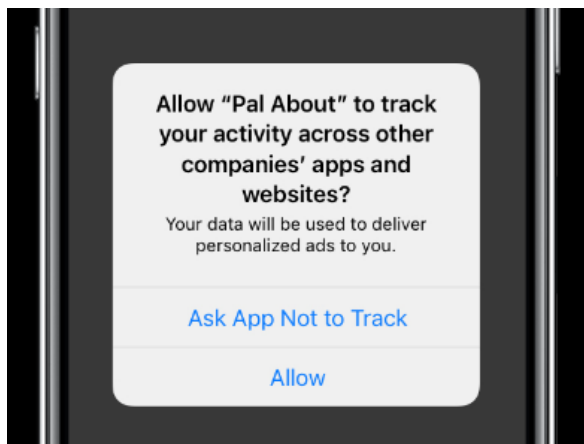 Allow “Pal About” to track
your activity across other
companies’ apps and
websites?
Your data will be used to deliver
personalized ads to you.
Ask App Not to Track
Allow